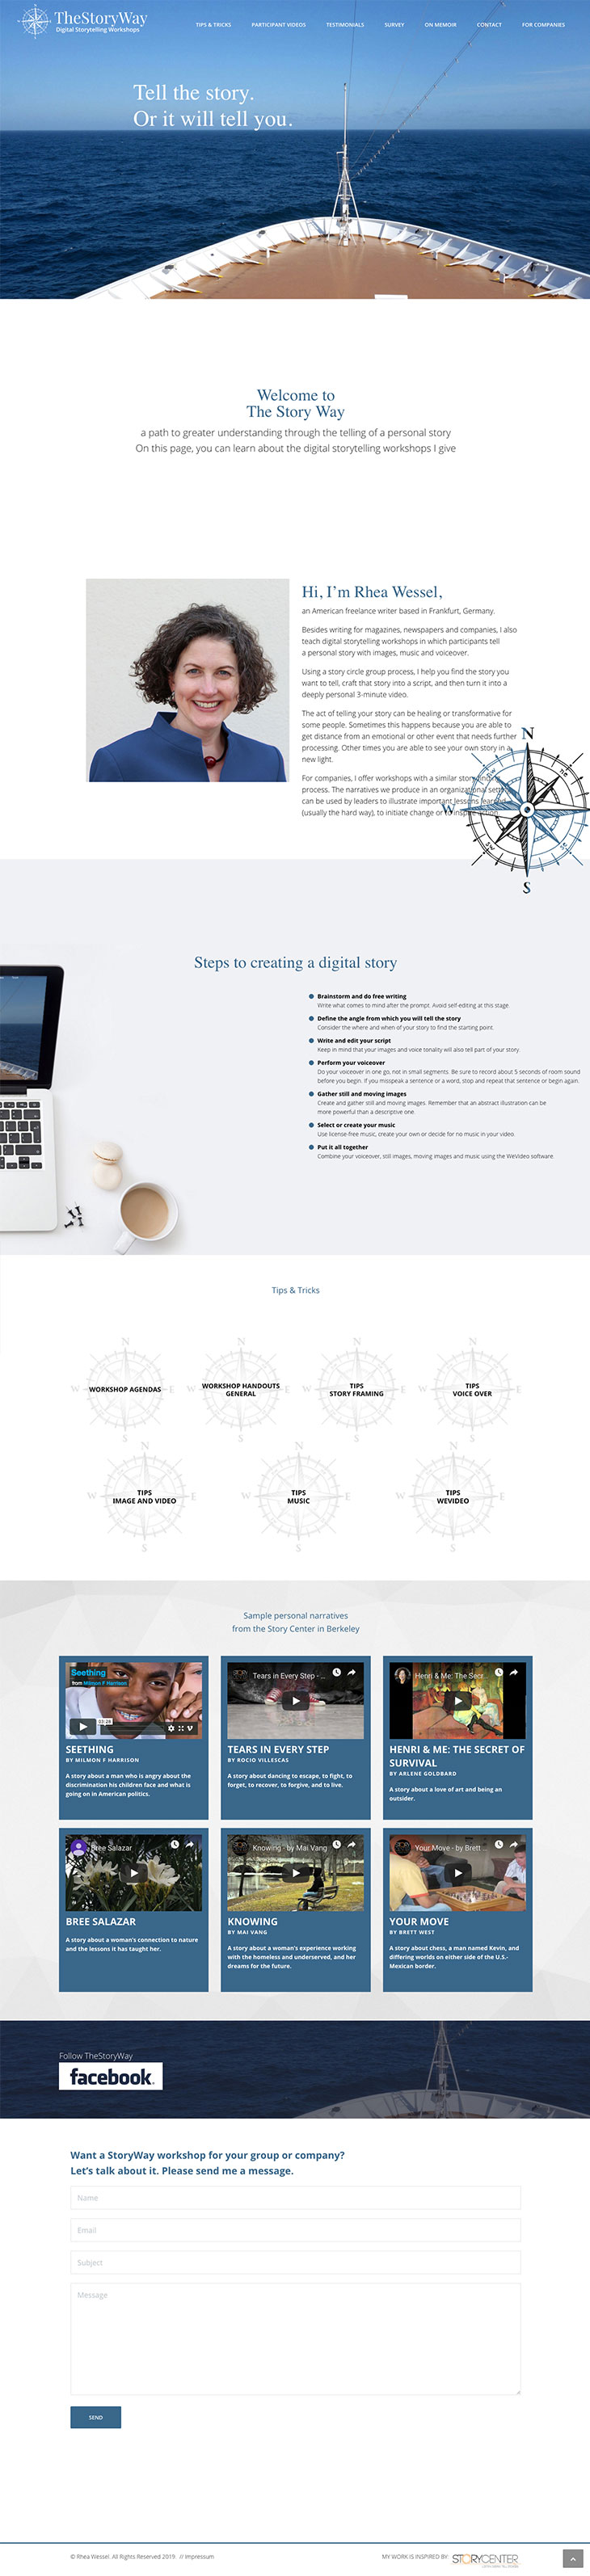 TheStoryWay
Digital Storytelling Workshops
TIPS & TRICKS PARTICIPANT VIDEOS TESTIMONIALS SURVEY ON MEMOIR CONTACT FOR COMPANIES
Tell the story.
Or it will tell you.
Welcome to
The Story Way
a path to greater understanding through the telling of a personal story
On this page, you can learn about the digital storytelling workshops I give
Hi, I'm Rhea Wessel,
an American freelance writer based in Frankfurt, Germany.
Besides writing for magazines, newspapers and companies, I also
teach digital storytelling workshops in which participants tell
a personal story with images, music and voiceover.
Using a story circle group process, I help you find the story you
want to tell, craft that story into a script, and then turn it into a
deeply personal 3-minute video.
The act of telling your story can be healing or transformative for
some people. Sometimes this happens because you are able to
get distance from an emotional or other event that needs further
processing. Other times you are able to see your own story in a
new light.
For companies, I offer workshops with a similar story
process. The narratives we produce in an organizational
can be used by leaders to illustrate important lessons
(usually the hard way), to initiate change or to inspire
N
nw
ne
W
sw
se
S
Steps to creating a digital story
Brainstorm and do free writing
Write what comes to mind after the prompt. Avoid self-editing at this stage.
Define the angle from which you will tell the story
Consider the where and when of your story to find the starting point.
Write and edit your script
Keep in mind that your images and voice tonality will also tell part of your story.
Perform your voiceover
Do your voiceover in one go, not in small segments. Be sure to record about 5 seconds of room sound
before you begin. If you misspeak a sentence or a word, stop and repeat that sentence or begin again.
Gather still and moving images
Create and gather still and moving images. Remember that an abstract illustration can be
more powerful than a descriptive one.
Select or create your music
Use license-free music, create your own or decide for no music in your video.
Put it all together
Combine your voiceover, still images, moving images and music using the WeVideo software.
Tips & Tricks
N N N N
W WORKSHOP AGENDAS E
W WORKSHOP HANDOUTS GENERAL E
W TIPS STORY FRAMING E
W TIPS VOICE OVER E
S S S S
N N N
W TIPS IMAGE AND VIDEO E
W TIPS MUSIC E
W TIPS WEVIDEO E
S S S
Sample personal narratives
from the Story Center in Berkeley
Seething
from Milmon F Harrison
03:28
SEETHING
BY MILMON F HARRISON
A story about a man who is angry about the
discrimination his children face and what is
going on in American politics.
Tears in Every Step - ...
TEARS IN EVERY STEP
BY ROCIO VILLESCAS
A story about dancing to escape, to fight, to
forget, to recover, to forgive, and to live.
Henri & Me: The Secr...
HENRI & ME: THE SECRET OF
SURVIVAL
BY ARLENE GOLDBARD
A story about a love of art and being an
outsider.
Bree Salazar
BREE SALAZAR
A story about a woman's connection to nature
and the lessons it has taught her.
Knowing - by Mai Vang
KNOWING
BY MAI VANG
A story about a woman's experience working
with the homeless and underserved, and her
dreams for the future.
Your Move - by Brett ...
YOUR MOVE
BY BRETT WEST
A story about chess, a man named Kevin, and
differing worlds on either side of the U.S.-
Mexican border.
Follow TheStoryWay
facebook.
Want a StoryWay workshop for your group or company?
Let's talk about it. Please send me a message.
Name
Email
Subject
Message
SEND
© Rhea Wessel. All Rights Reserved 2019 // Impressum
MY WORK IS INSPIRED BY: STORYCENTER